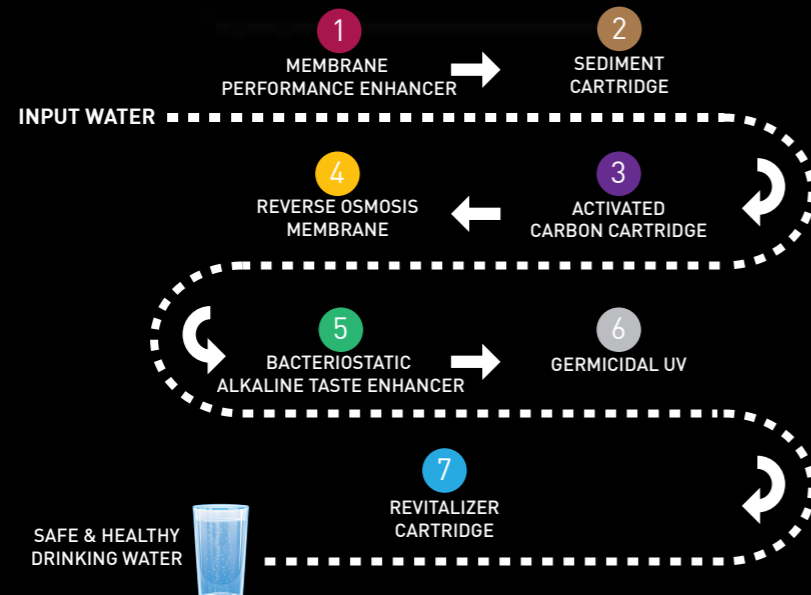 1
MEMBRANE
PERFORMANCE ENHANCER
2
SEDIMENT
CARTRIDGE
INPUT WATER
3
ACTIVATED
CARBON CARTRIDGE
4
REVERSE OSMOSIS
MEMBRANE
5
BACTERIOSTATIC
ALKALINE TASTE ENHANCER
6
GERMICIDAL UV
7
REVITALIZER
CARTRIDGE
SAFE & HEALTHY
DRINKING WATER